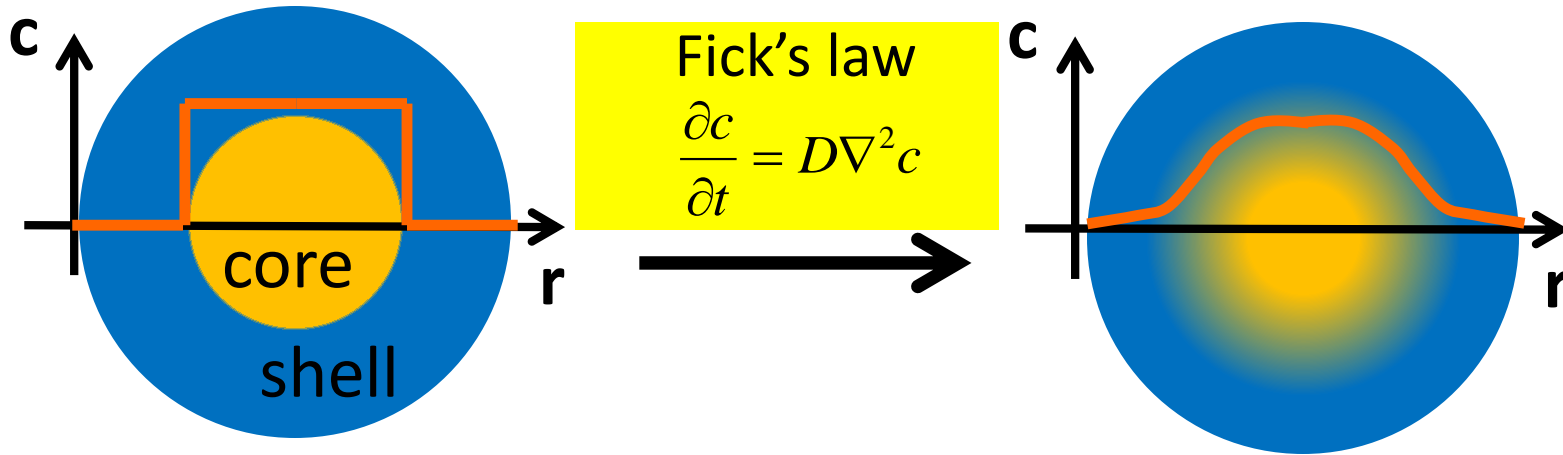 c
core
r
shell
Fick’s law
∂c/∂t = D∇²c
c
r